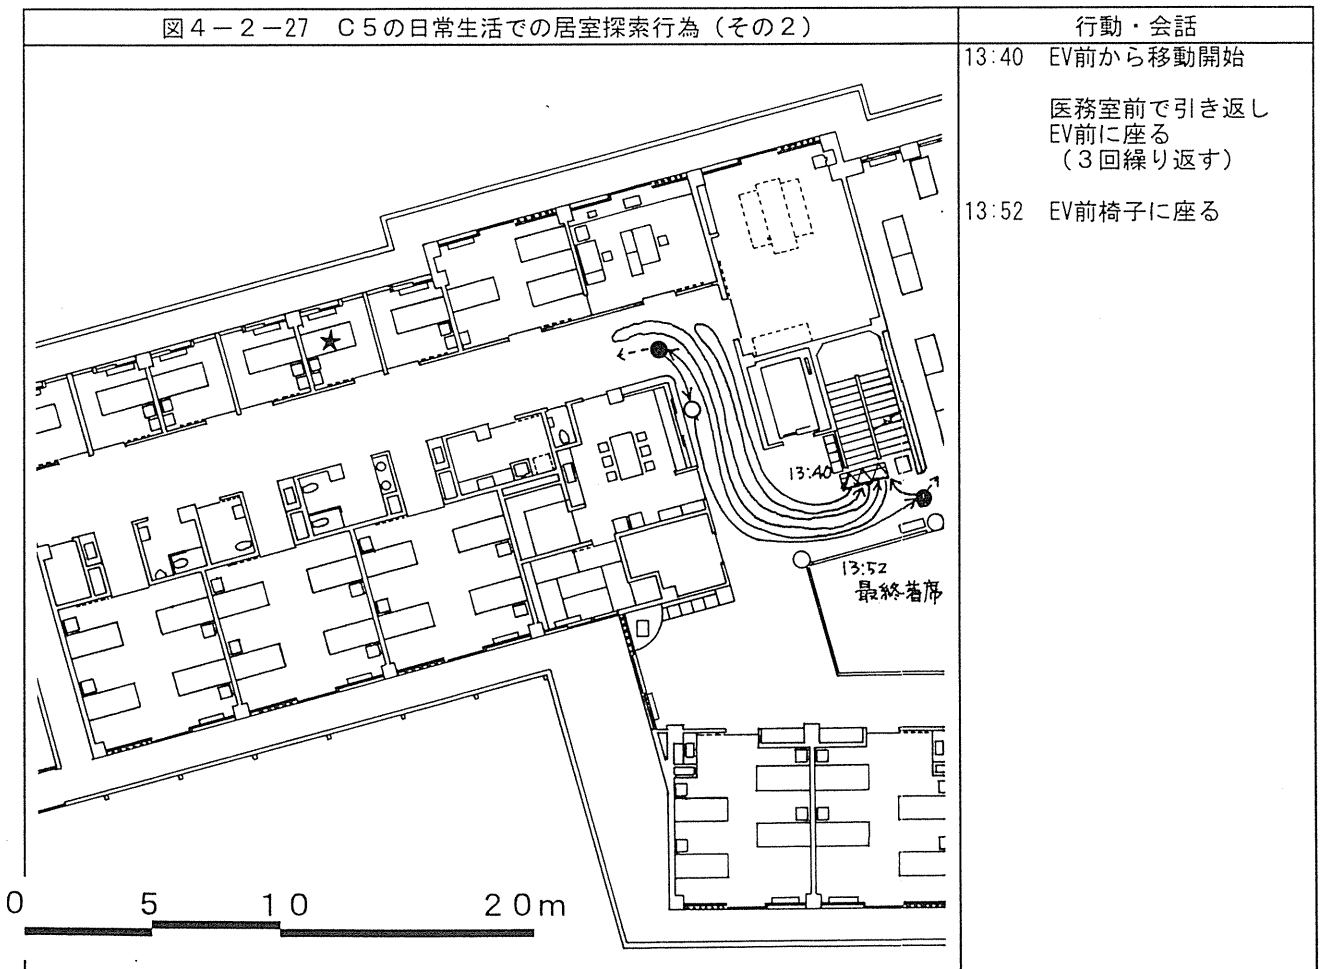 図4－2－27　C5の日常生活での居室探索行為（その2）
行動・会話
13:40　EV前から移動開始
医務室前で引き返し
EV前に座る
（3回繰り返す）
13:52　EV前椅子に座る
13:40
13:52
最終着席
0　5　10　20m